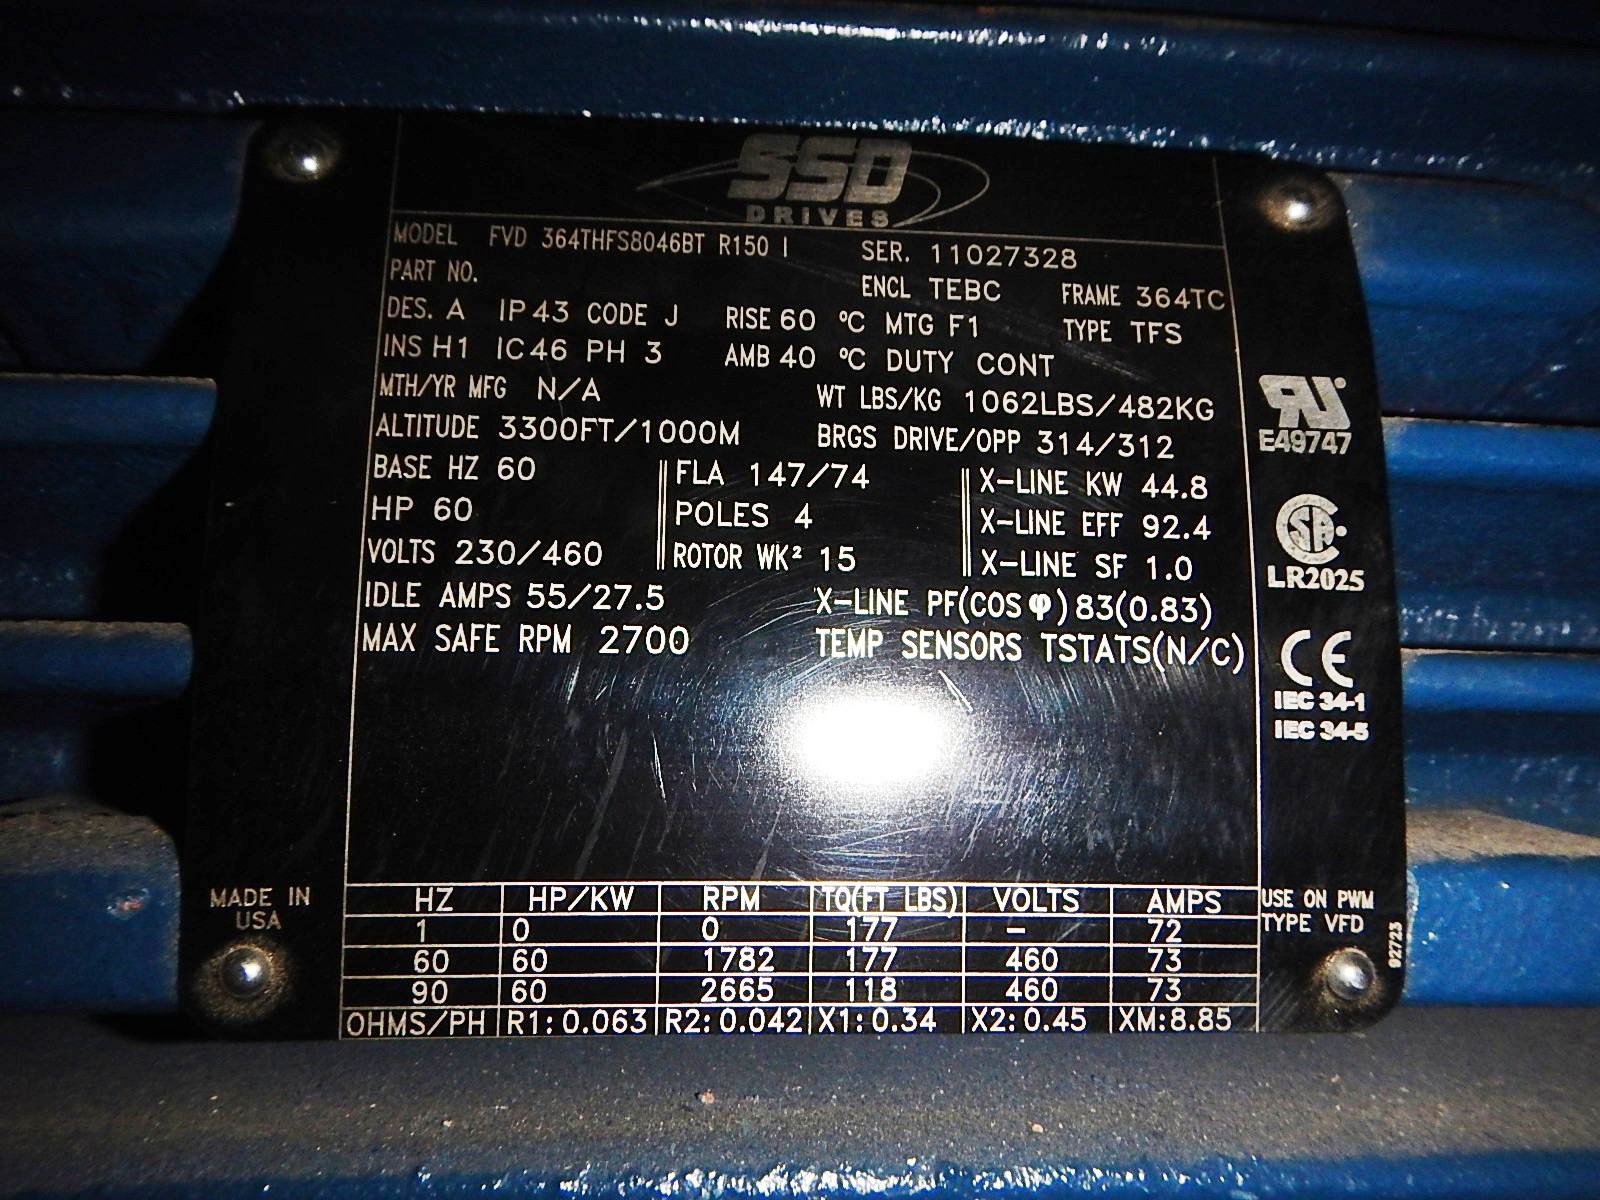 SSD
DRIVES
MODEL FVD 364THFS8046BT R150 I SER. 11027328
PART NO. ENCL TEBC FRAME 364TC
DES. A IP 43 CODE J RISE 60 °C MTG F1 TYPE TFS
INS H1 IC 46 PH 3 AMB 40 °C DUTY CONT
MTH/YR MFG N/A WT LBS/KG 1062LBS/482KG
ALTITUDE 3300FT/1000M BRGS DRIVE/OPP 314/312
BASE HZ 60 FLA 147/74 X-LINE KW 44.8
HP 60 POLES 4 X-LINE EFF 92.4
VOLTS 230/460 ROTOR WK² 15 X-LINE SF 1.0
IDLE AMPS 55/27.5 X-LINE PF(COS φ) 83(0.83)
MAX SAFE RPM 2700 TEMP SENSORS TSTATS(N/C)
RU
E49747
SA
LR2025
CE
IEC 34-1
IEC 34-5
MADE IN
USA
HZ HP/KW RPM TQ(FT LBS) VOLTS AMPS
1 0 0 177 - 72
60 60 1782 177 460 73
90 60 2665 118 460 73
OHMS/PH R1: 0.063 R2: 0.042 X1: 0.34 X2: 0.45 XM: 8.85
USE ON PWM
TYPE VFD
92723